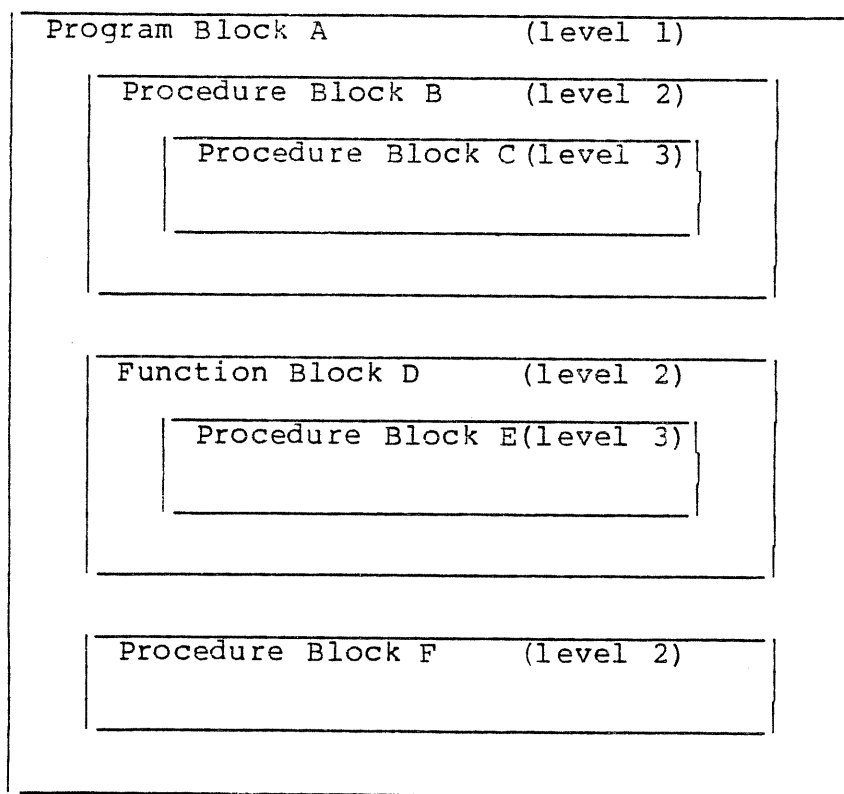 Program Block A (level 1)
Procedure Block B (level 2)
Procedure Block C (level 3)
Function Block D (level 2)
Procedure Block E(level 3)
Procedure Block F (level 2)